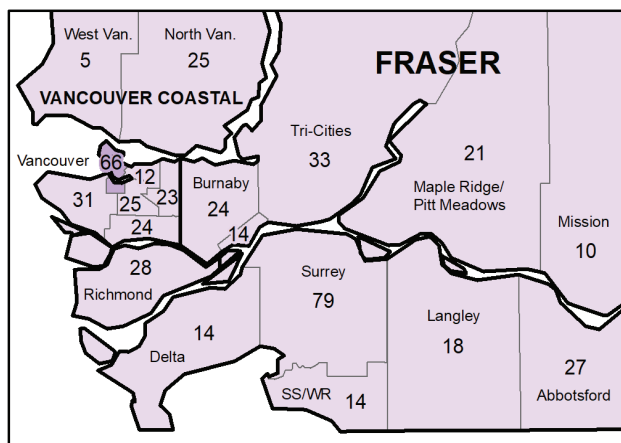 West Van.
5
North Van.
25
VANCOUVER COASTAL
FRASER
Tri-Cities
33
21
Maple Ridge/
Pitt Meadows
Mission
10
Vancouver
66
12
31
25
23
24
Burnaby
24
14
28
Richmond
Surrey
79
Langley
18
14
Delta
SS/WR
14
27
Abbotsford